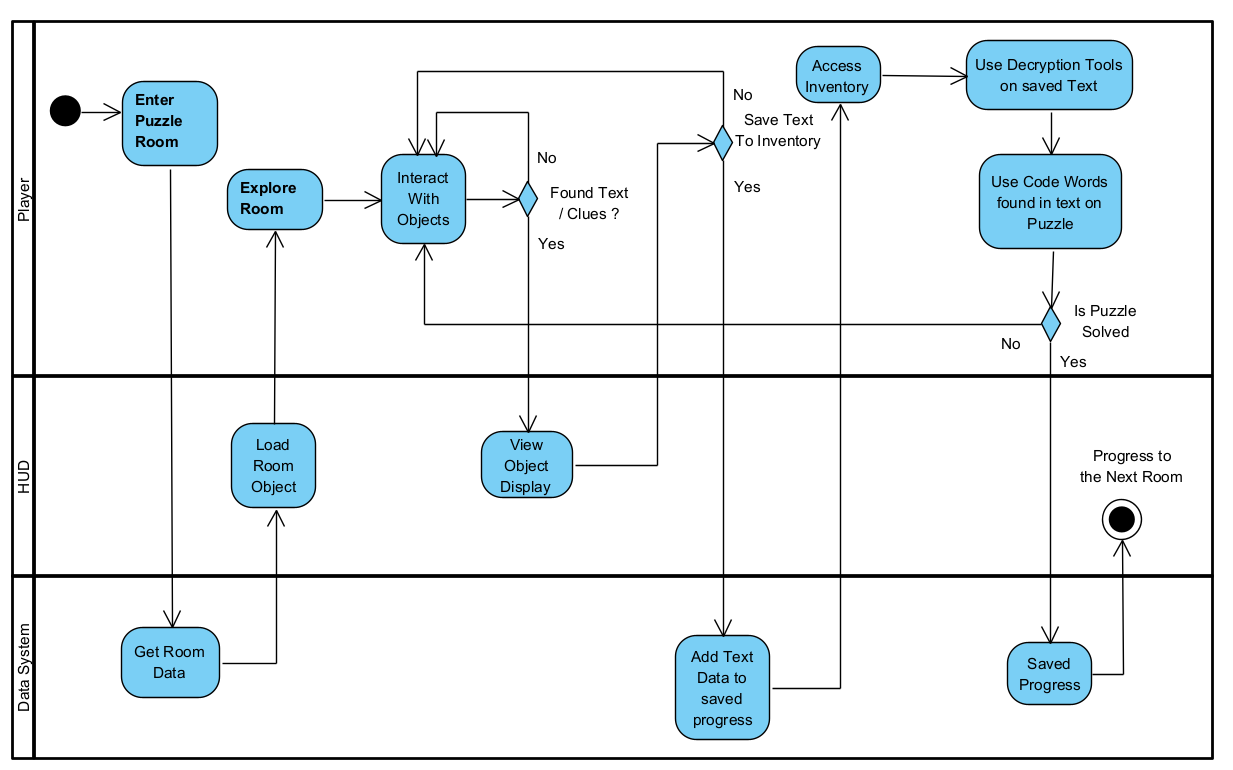 Player
Enter
Puzzle
Room
Explore
Room
Interact
With
Objects
No
Found Text
/ Clues ?
Yes
No
Save Text
To Inventory
Yes
Access
Inventory
Use Decryption Tools
on saved Text
Use Code Words
found in text on
Puzzle
Is Puzzle
Solved
No
Yes
HUD
Load
Room
Object
View
Object
Display
Progress to
the Next Room
Data System
Get Room
Data
Add Text
Data to
saved
progress
Saved
Progress